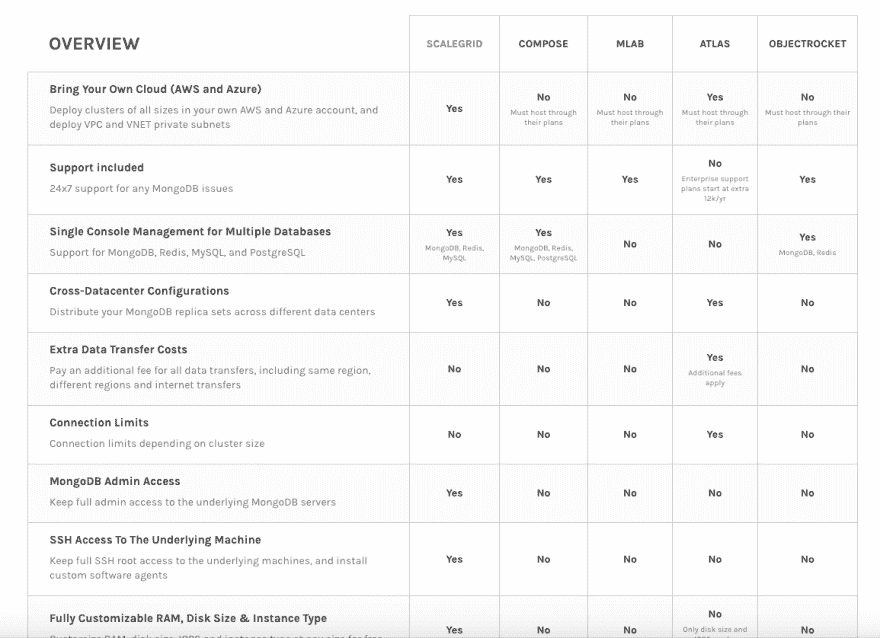 OVERVIEW SCALEGRID COMPOSE MLAB ATLAS OBJECTROCKET
Bring Your Own Cloud (AWS and Azure)
Deploy clusters of all sizes in your own AWS and Azure account, and
deploy VPC and VNET private subnets
Yes
No
Must host through
their plans
No
Must host through
their plans
Yes
Must host through
their plans
No
Must host through their
plans
Support included
24x7 support for any MongoDB issues
Yes
Yes
Yes
No
Enterprise support
plans start at extra
12k/yr
Yes
Single Console Management for Multiple Databases
Support for MongoDB, Redis, MySQL, and PostgreSQL
Yes
MongoDB, Redis,
MySQL
Yes
MongoDB, Redis,
MySQL, PostgreSQL
No
No
Yes
MongoDB, Redis
Cross-Datacenter Configurations
Distribute your MongoDB replica sets across different data centers
Yes
No
No
Yes
No
Extra Data Transfer Costs
Pay an additional fee for all data transfers, including same region,
different regions and internet transfers
No
No
No
Yes
Additional fees
apply
No
Connection Limits
Connection limits depending on cluster size
No
No
No
Yes
No
MongoDB Admin Access
Keep full admin access to the underlying MongoDB servers
Yes
No
No
No
No
SSH Access To The Underlying Machine
Keep full SSH root access to the underlying machines, and install
custom software agents
Yes
No
No
No
No
Fully Customizable RAM, Disk Size & Instance Type
Yes
No
No
No
Only disk size and
No